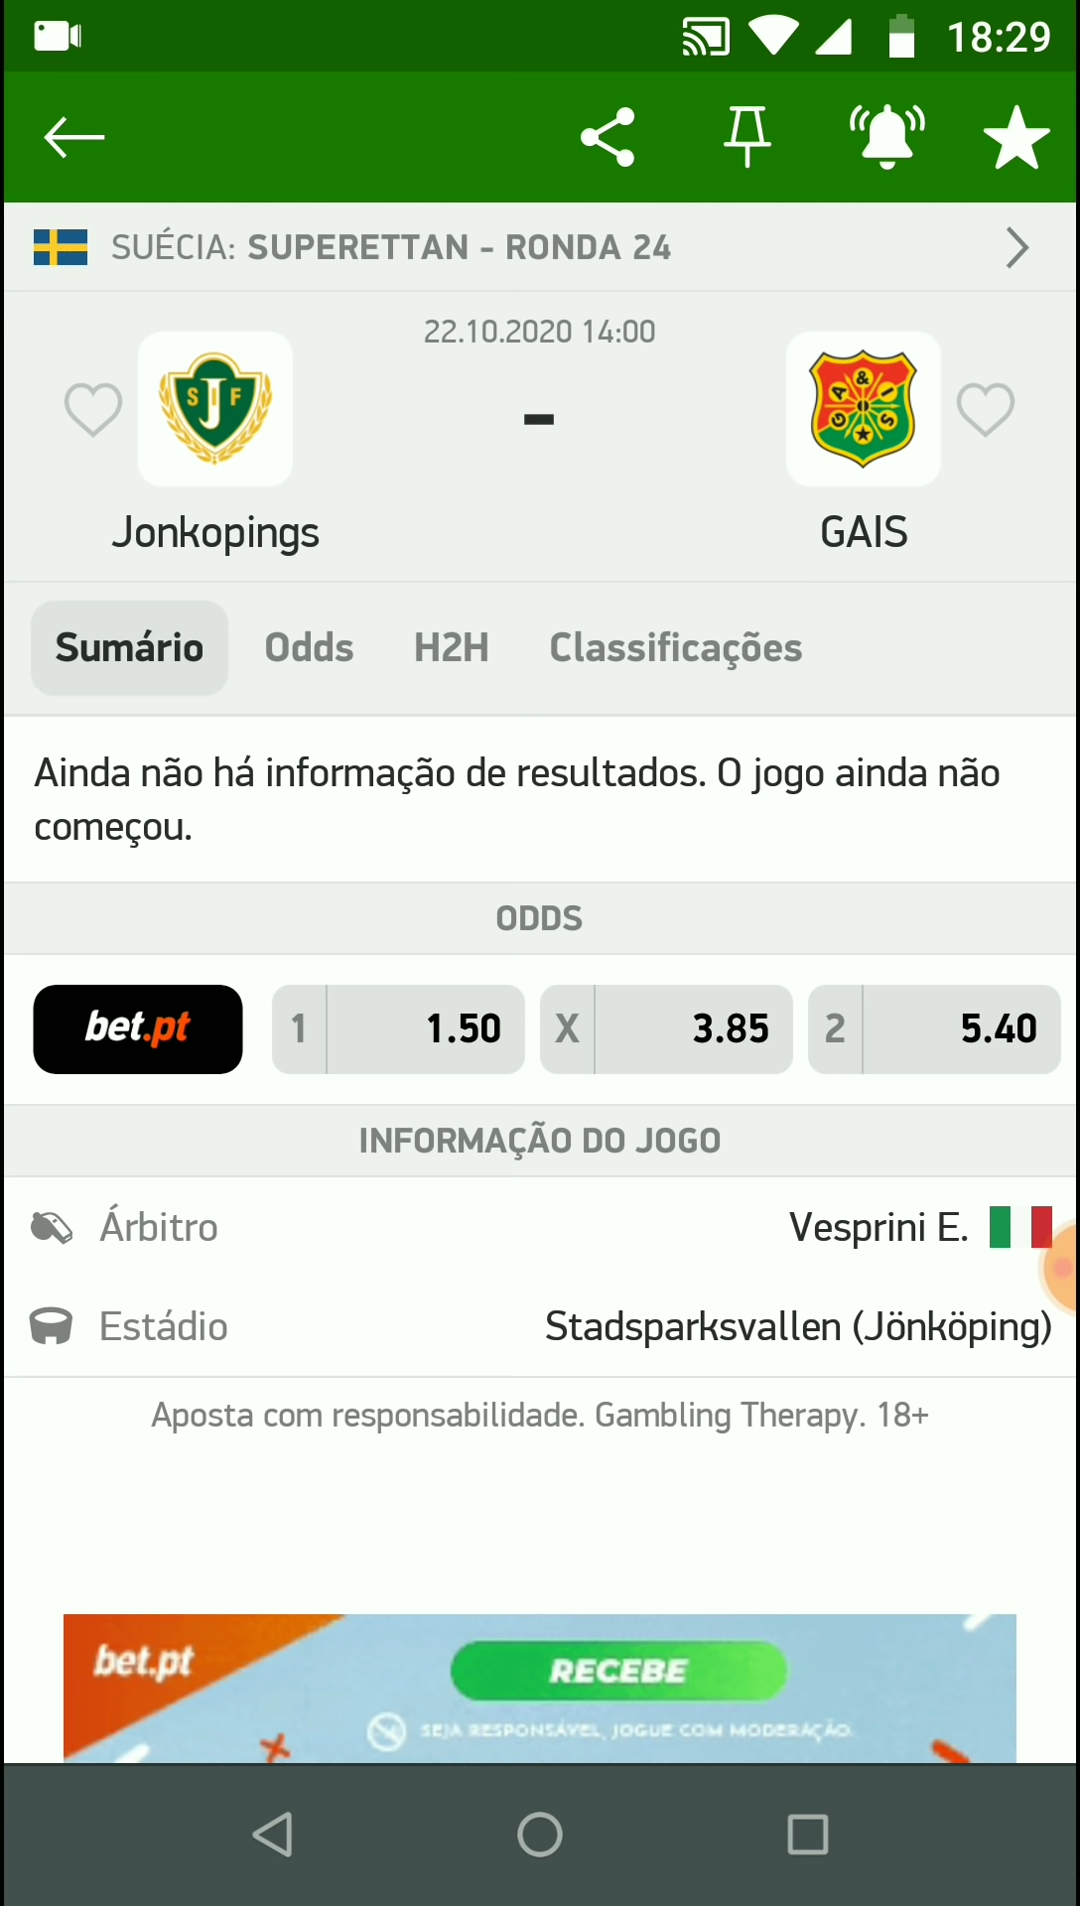 18:29
SUÉCIA: SUPERETTAN - RONDA 24
22.10.2020 14:00
S J I F
GA & IS
-
Jonkopings GAIS
Sumário Odds H2H Classificações
Ainda não há informação de resultados. O jogo ainda não
começou.
ODDS
bet.pt 1 1.50 X 3.85 2 5.40
INFORMAÇÃO DO JOGO
Árbitro Vesprini E.
Estádio Stadsparksvallen (Jönköping)
Aposta com responsabilidade. Gambling Therapy. 18+
bet.pt
RECEBE
SEJA RESPONSÁVEL, JOGUE COM MODERAÇÃO.